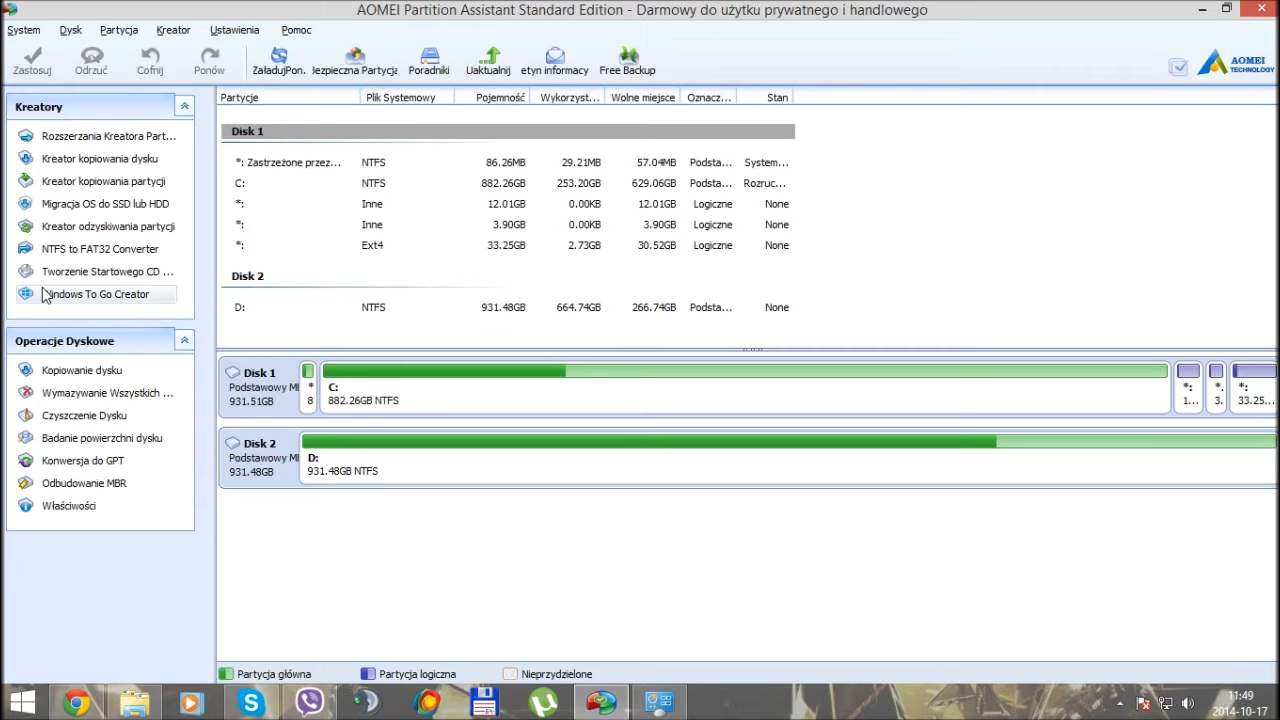 AOMEI Partition Assistant Standard Edition - Darmowy do użytku prywatnego i handlowego
System Dysk Partycja Kreator Ustawienia Pomoc
Zastosuj Odrzuć Cofnij Ponów ZaładujPon. Bezpieczna Partycja Poradniki Uaktualnij etyn informacy Free Backup
AOMEI
TECHNOLOGY
Kreatory
Rozszerzania Kreatora Part...
Kreator kopiowania dysku
Kreator kopiowania partycji
Migracja OS do SSD lub HDD
Kreator odzyskiwania partycji
NTFS to FAT32 Converter
Tworzenie Startowego CD ...
Windows To Go Creator
Operacje Dyskowe
Kopiowanie dysku
Wymazywanie Wszystkich ...
Czyszczenie Dysku
Badanie powierzchni dysku
Konwersja do GPT
Odbudowanie MBR
Właściwości
Partycje Plik Systemowy Pojemność Wykorzyst... Wolne miejsce Oznacz... Stan
Disk 1
*: Zastrzeżone przez... NTFS 86.26MB 29.21MB 57.04MB Podsta... System...
C: NTFS 882.26GB 253.20GB 629.06GB Podsta... Rozruc...
*: Inne 12.01GB 0.00KB 12.01GB Logiczne None
*: Inne 3.90GB 0.00KB 3.90GB Logiczne None
*: Ext4 33.25GB 2.73GB 30.52GB Logiczne None
Disk 2
D: NTFS 931.48GB 664.74GB 266.74GB Podsta... None
Disk 1
Podstawowy MI
931.51GB
*
8
C:
882.26GB NTFS
*:
1...
*.
3.
*:
33.25...
Disk 2
Podstawowy MI
931.48GB
D:
931.48GB NTFS
Partycja główna Partycja logiczna Nieprzydzielone
11:49
2014-10-17